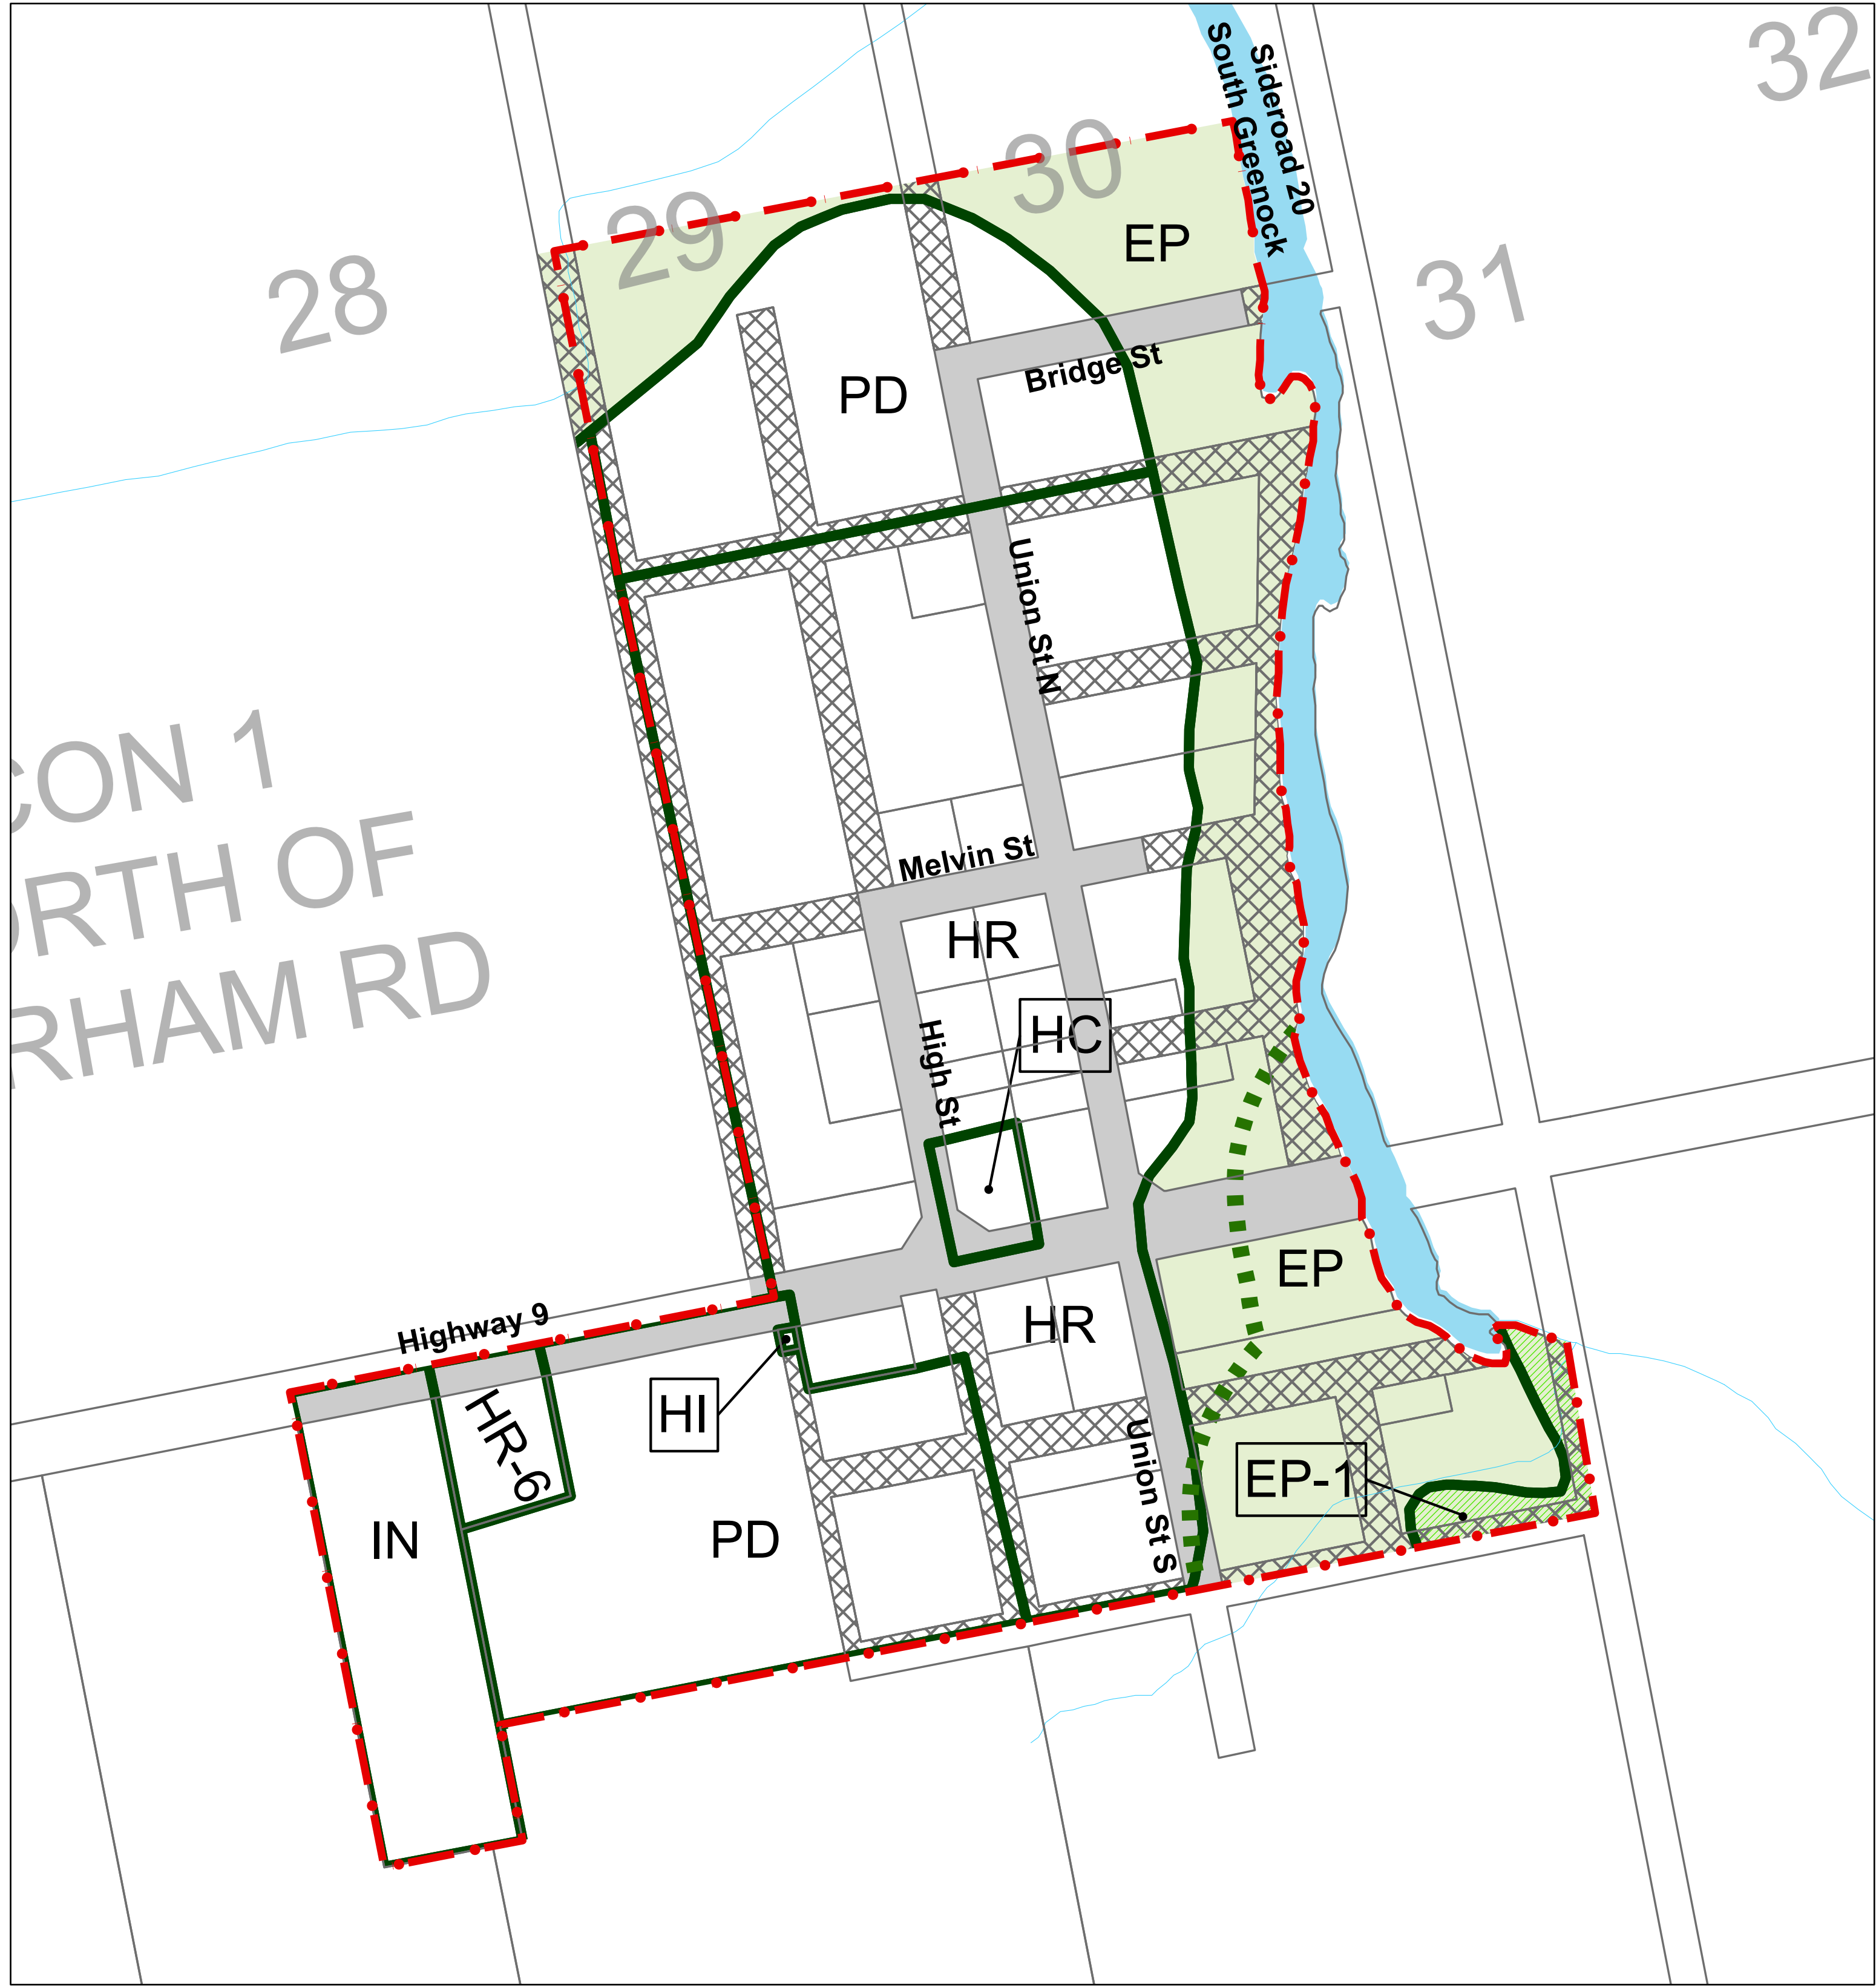 32
Sideroad 20
South Greenock
30
29
EP
28
31
Bridge St
PD
Union St N
CON 1
ORTH OF
RHAM RD
Melvin St
HR
HC
High St
EP
Highway 9
HR
HI
HR-6
EP-1
Union St S
IN
PD